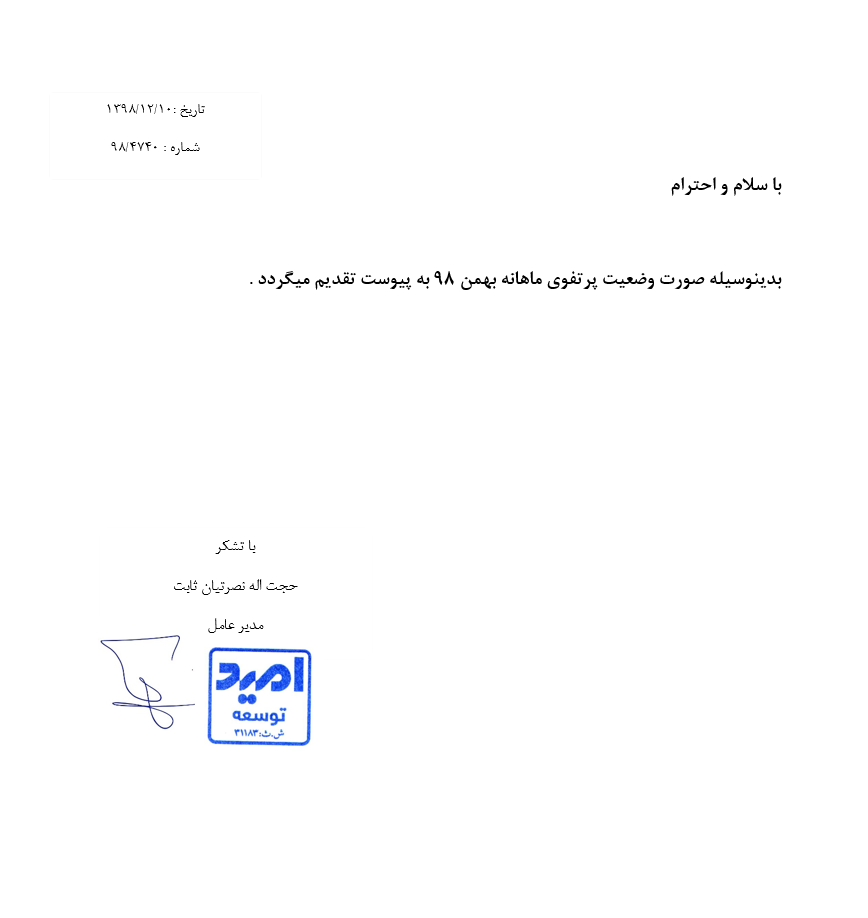 تاریخ :۱۳۹۸/۱۲/۱۰
شماره : ۹۸/۴۷۴۰
با سلام و احترام
بدینوسیله صورت وضعیت پرتفوی ماهانه بهمن ۹۸ به پیوست تقدیم میگردد .
با تشکر
حجت اله نصرتیان ثابت
مدیر عامل
امید
توسعه
ش.ث: ۳۱۱۸۳